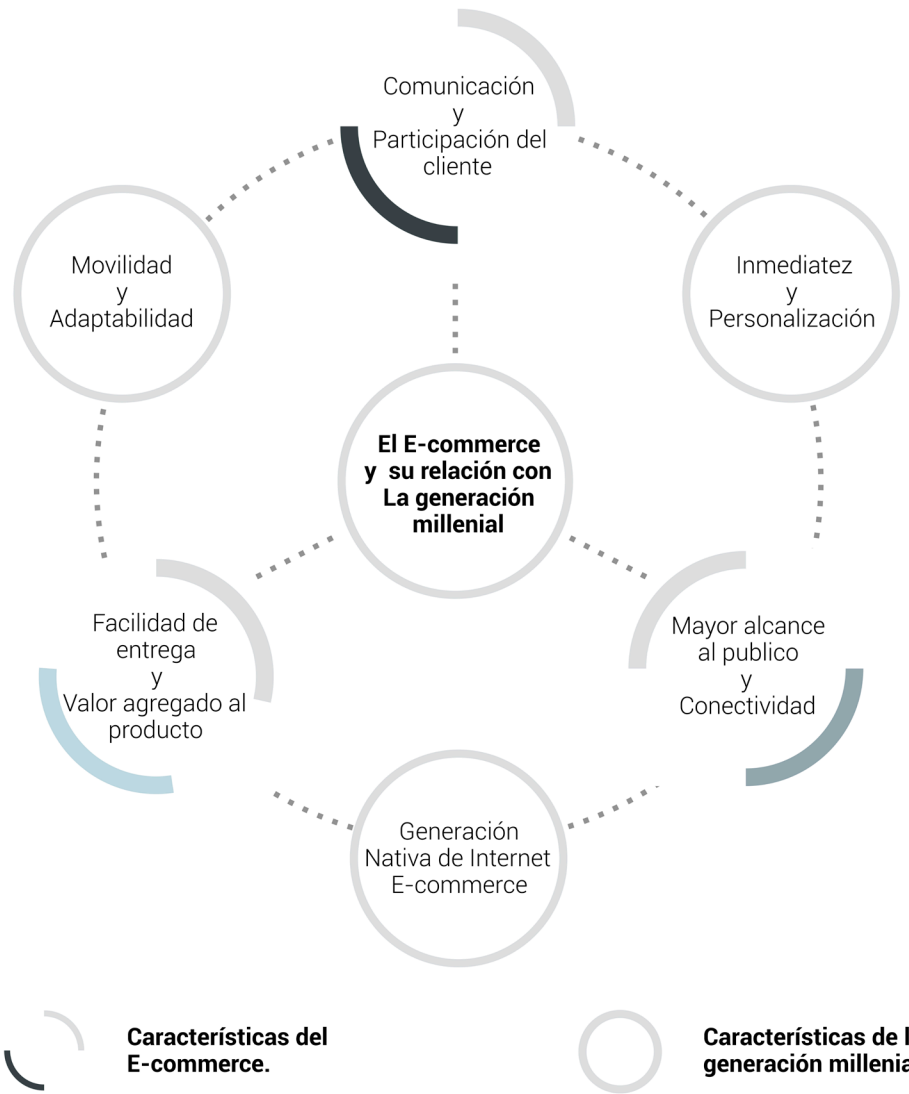 Comunicación
y
Participación del
cliente
Movilidad
y
Adaptabilidad
Inmediatez
y
Personalización
El E-commerce
y su relación con
La generación
millenial
Facilidad de
entrega
y
Valor agregado al
producto
Mayor alcance
al publico
y
Conectividad
Generación
Nativa de Internet
E-commerce
Características del
E-commerce.
Características de
generación